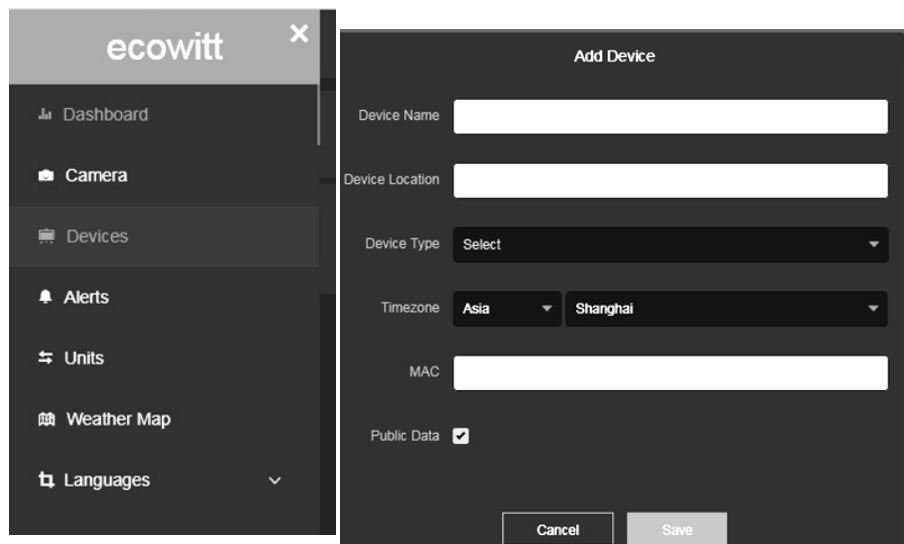 ecowitt
Dashboard
Camera
Devices
Alerts
Units
Weather Map
Languages
Add Device
Device Name
Device Location
Device Type Select
Timezone Asia Shanghai
MAC
Public Data
Cancel Save